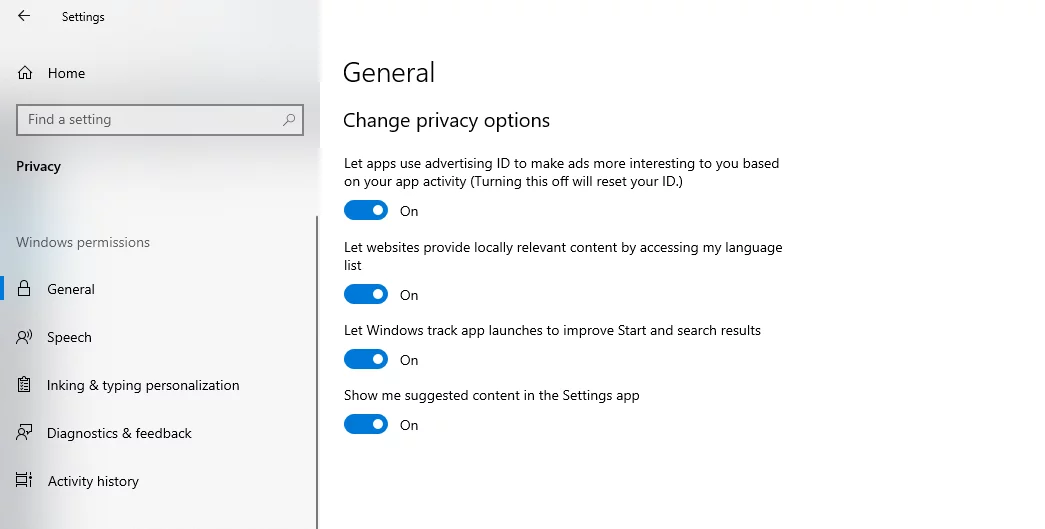 Settings
Home
Find a setting
Privacy
Windows permissions
General
Speech
Inking & typing personalization
Diagnostics & feedback
Activity history
General
Change privacy options
Let apps use advertising ID to make ads more interesting to you based
on your app activity (Turning this off will reset your ID.)
On
Let websites provide locally relevant content by accessing my language
list
On
Let Windows track app launches to improve Start and search results
On
Show me suggested content in the Settings app
On